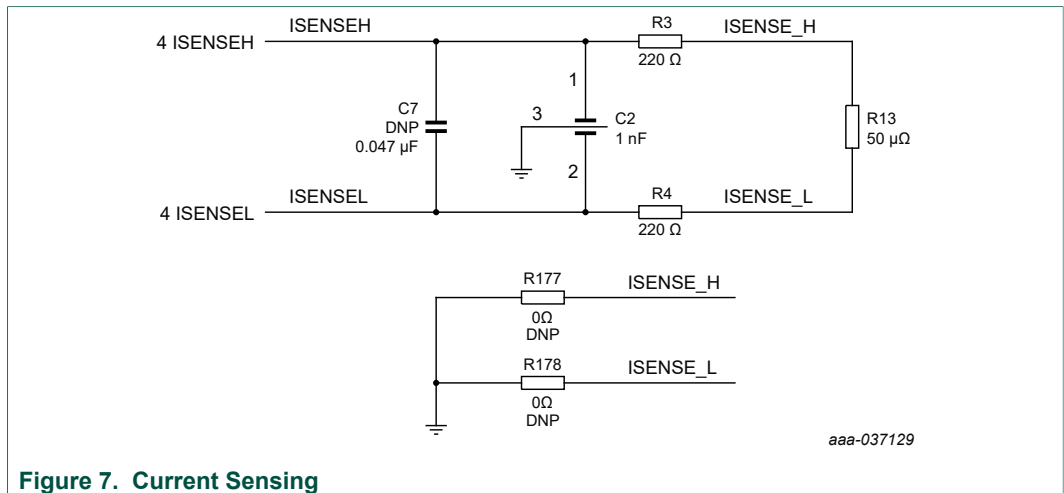 ISENSEH
4 ISENSEH
R3
220 Ω
ISENSE_H
1
C7
DNP
0.047 µF
3
C2
1 nF
R13
50 µΩ
2
ISENSEL
4 ISENSEL
R4
220 Ω
ISENSE_L
R177
0Ω
DNP
ISENSE_H
R178
0Ω
DNP
ISENSE_L
aaa-037129
Figure 7. Current Sensing